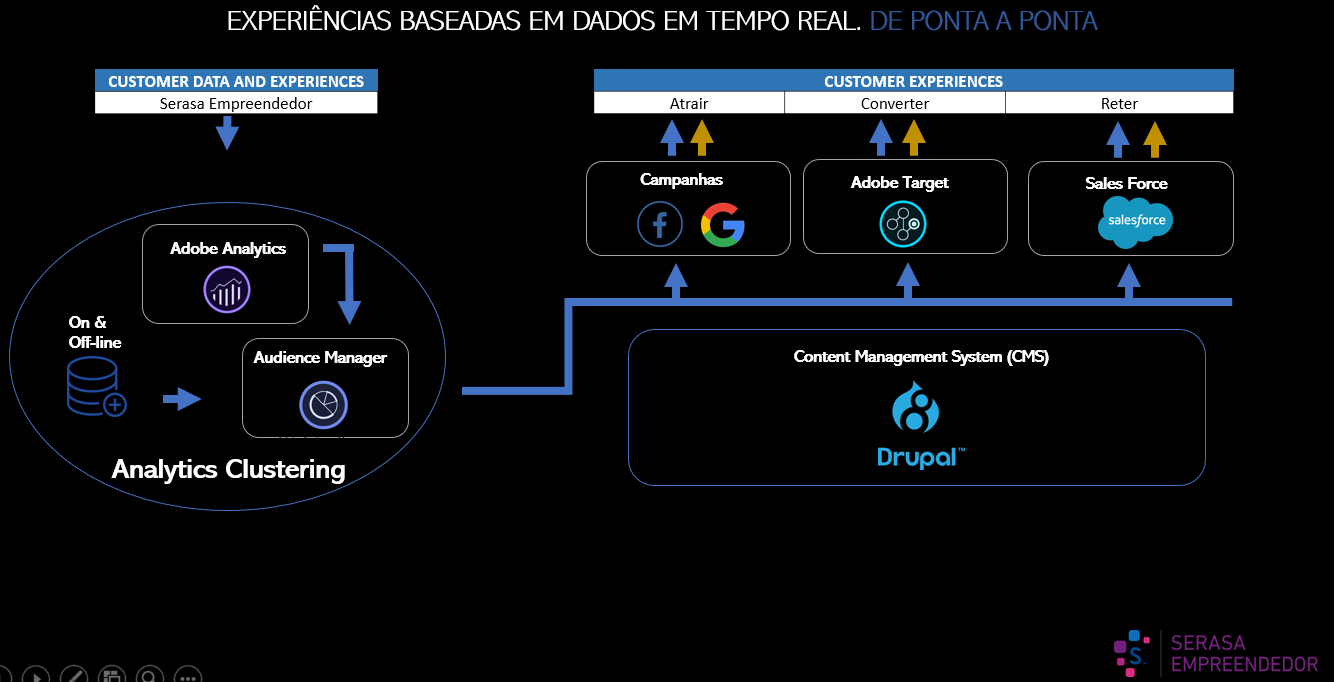 EXPERIÊNCIAS BASEADAS EM DADOS EM TEMPO REAL. DE PONTA A PONTA
CUSTOMER DATA AND EXPERIENCES
Serasa Empreendedor
CUSTOMER EXPERIENCES
Atrair
Converter
Reter
Campanhas
Adobe Target
Sales Force
salesforce
Adobe Analytics
On &
Off-line
Audience Manager
Analytics Clustering
Content Management System (CMS)
Drupal™
SERASA
EMPREENDEDOR